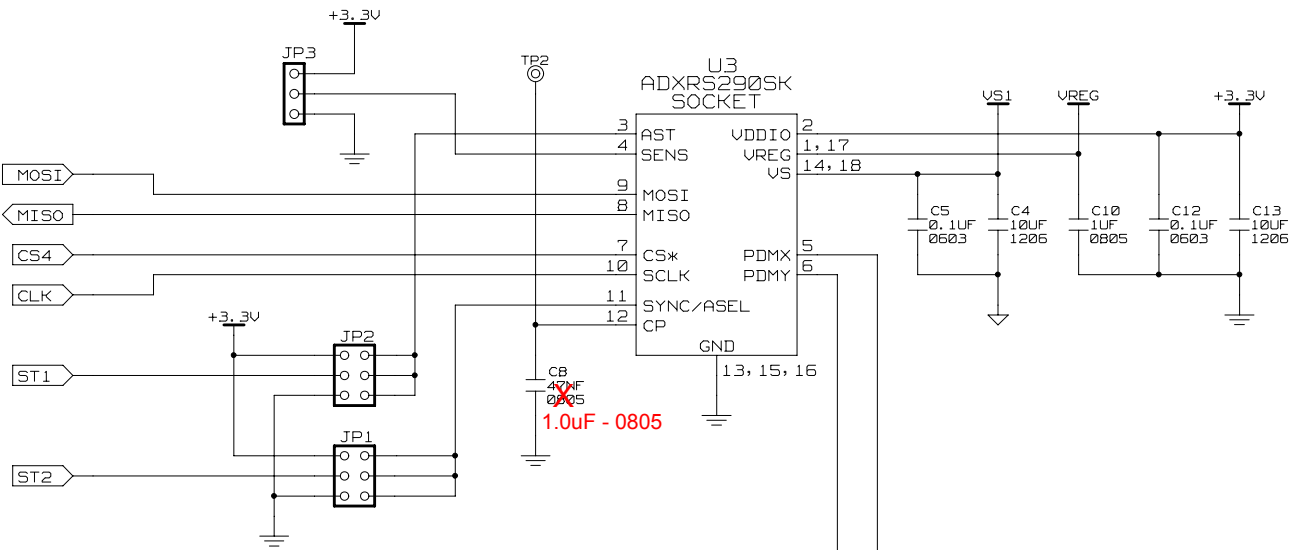 +3.3V
JP3
TP2
U3
ADXRS290SK
SOCKET
VS1
VREG
+3.3V
3
AST
VDDIO
2
4
SENS
VREG
1,17
VS
14,18
MOSI
9
MOSI
MISO
8
MISO
C5
0.1UF
0603
C4
10UF
1206
C10
1UF
0805
C12
0.1UF
0603
C13
10UF
1206
CS4
7
CS*
PDMX
5
CLK
10
SCLK
PDMY
6
11
SYNC/ASEL
12
CP
+3.3V
JP2
GND
13,15,16
ST1
C8
47NF
0805
X
1.0uF - 0805
JP1
ST2